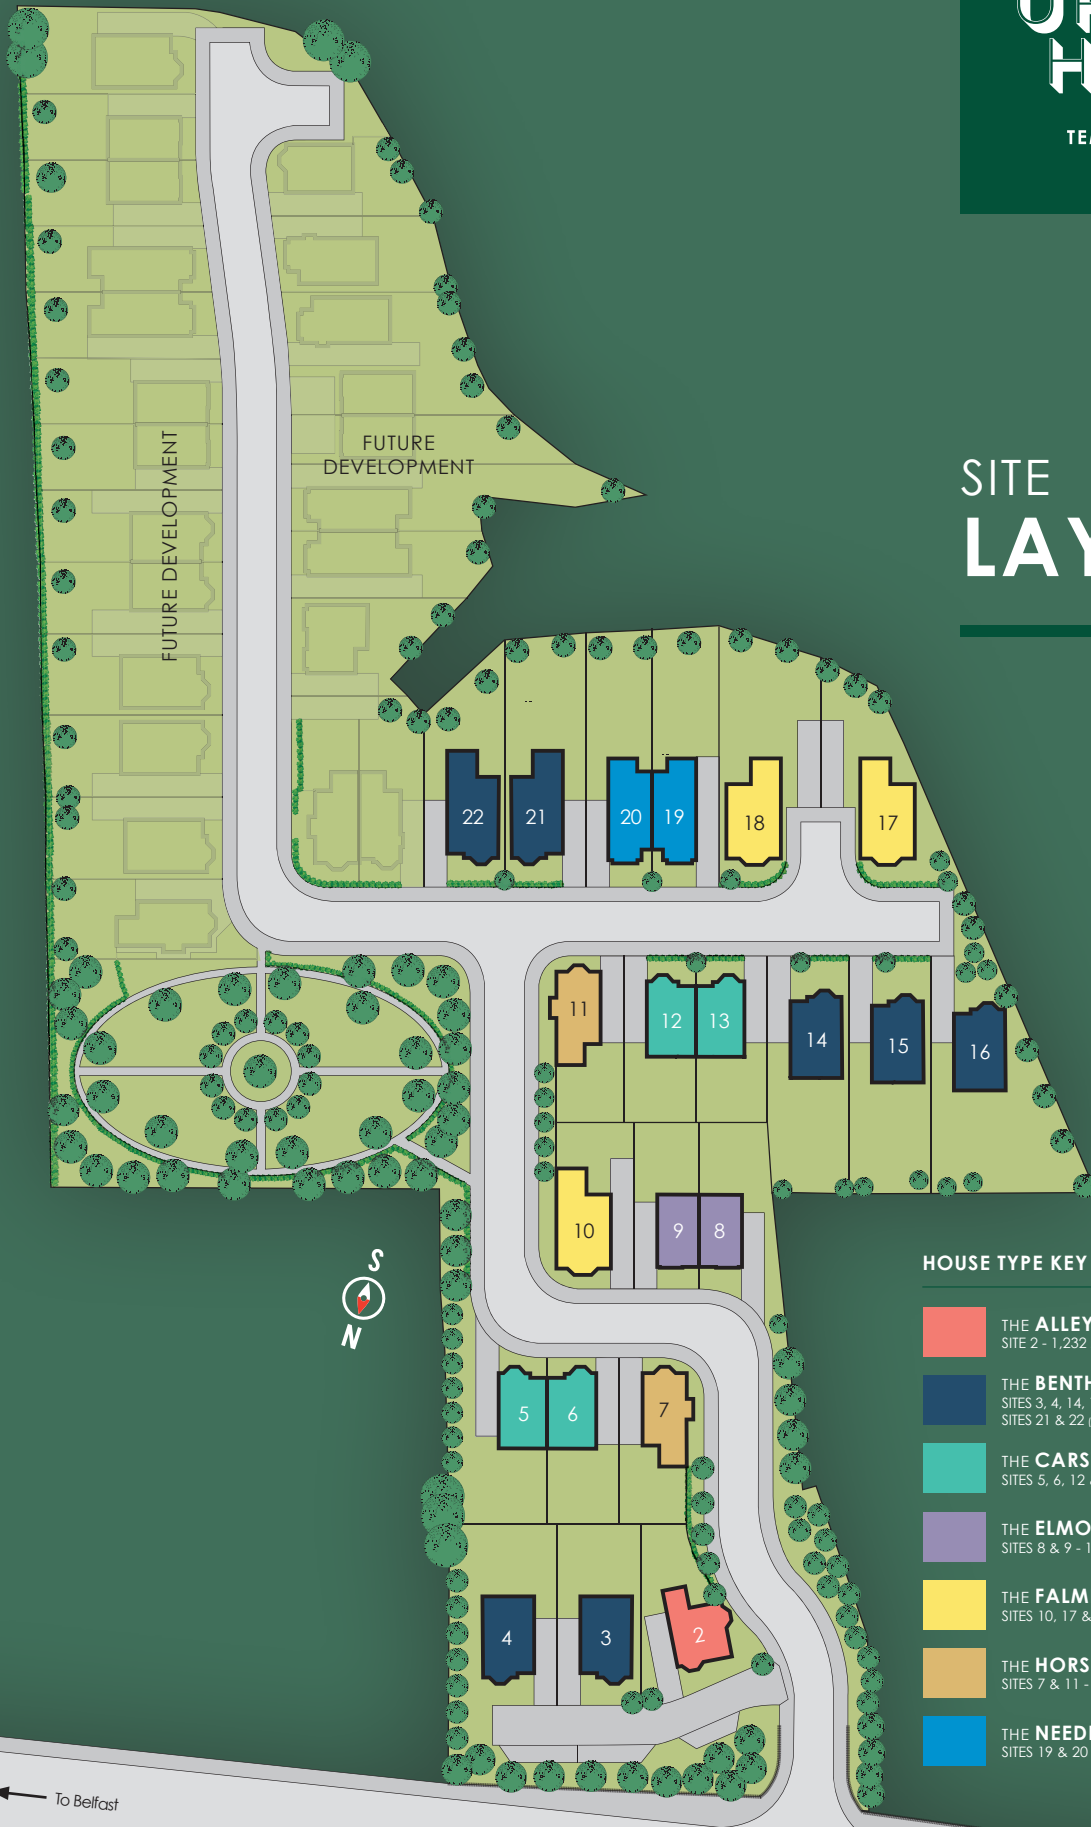 SITE
FUTURE
DEVELOPMENT
FUTURE DEVELOPMENT
22
21
20
19
18
17
11
12
13
14
15
16
10
9
8
S
N
5
6
7
4
3
2
To Belfast
HOUSE TYPE KEY
THE ALLEY
SITE 2 - 1,232
THE BENTH
SITES 3, 4, 14,
SITES 21 & 22
THE CARS
SITES 5, 6, 12
THE ELMO
SITES 8 & 9 - 1
THE FALM
SITES 10, 17 &
THE HORS
SITES 7 & 11 -
THE NEED
SITES 19 & 20